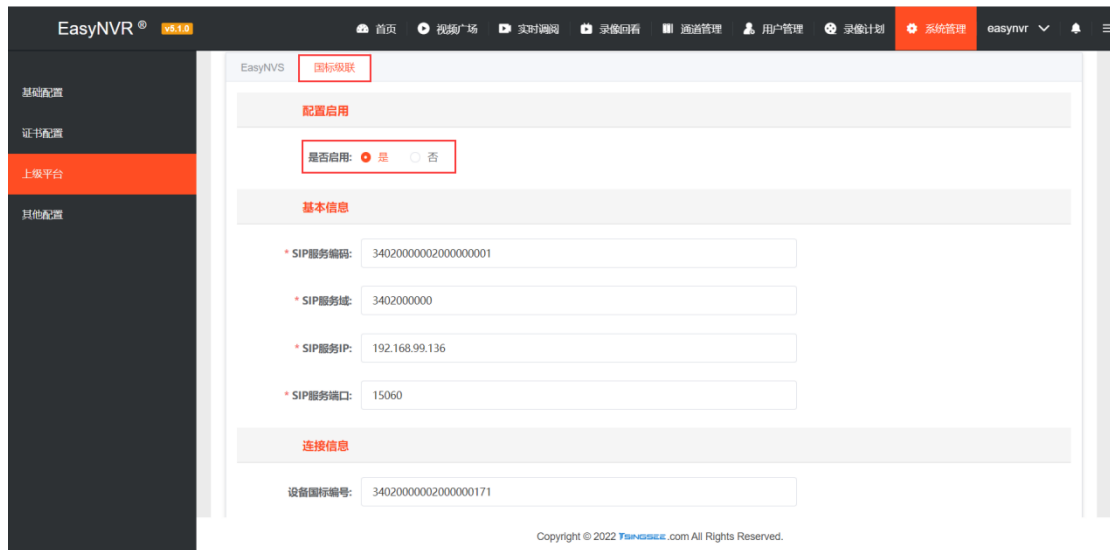 EasyNVR ® v5.1.0 首页 视频广场 实时调阅 录像回看 通道管理 用户管理 录像计划 系统管理 easynvr
EasyNVS 国标级联
基础配置
配置启用
证书配置
是否启用: 是 否
上级平台
基本信息
其他配置
* SIP服务编码: 34020000002000000001
* SIP服务域: 3402000000
* SIP服务IP: 192.168.99.136
* SIP服务端口: 15060
连接信息
设备国标编号: 34020000002000000171
Copyright © 2022 TSINGSEE .com All Rights Reserved.